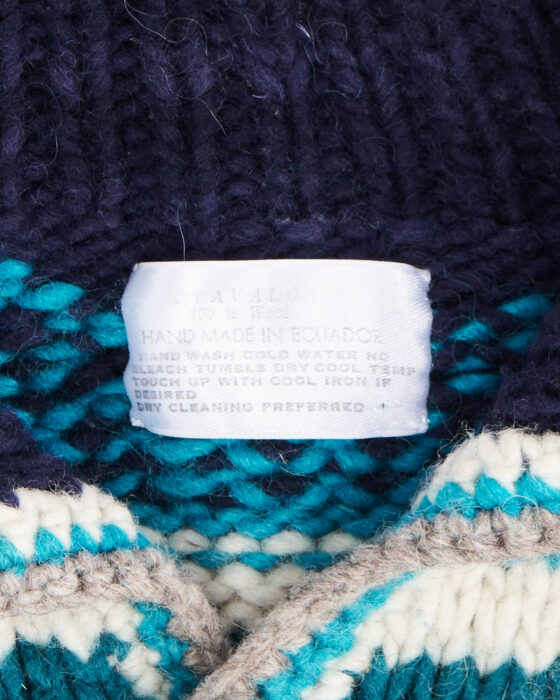 OTAVALO
100 % Wool
HAND MADE IN ECUADOR
HAND WASH COLD WATER NO
BLEACH TUMBLE DRY COOL TEMP
TOUCH UP WITH COOL IRON IF
DESIRED
DRY CLEANING PREFERRED